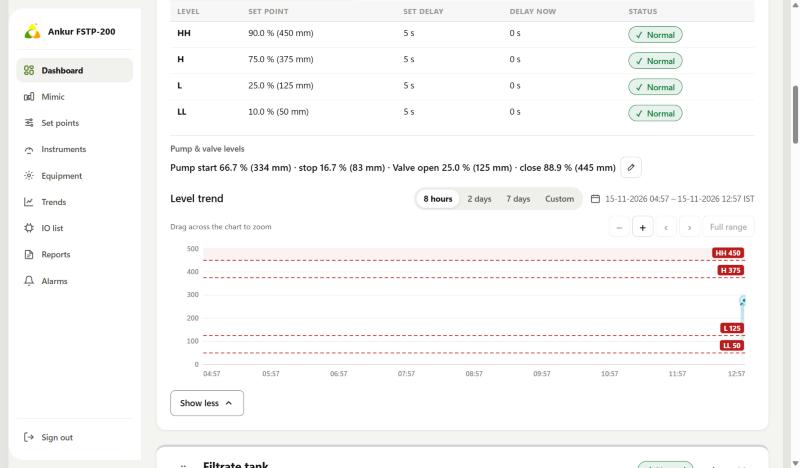 Ankur FSTP-200
Dashboard
Mimic
Set points
Instruments
Equipment
Trends
IO list
Reports
Alarms
Sign out
LEVEL SET POINT SET DELAY DELAY NOW STATUS
HH 90.0 % (450 mm) 5 s 0 s ✓ Normal
H 75.0 % (375 mm) 5 s 0 s ✓ Normal
L 25.0 % (125 mm) 5 s 0 s ✓ Normal
LL 10.0 % (50 mm) 5 s 0 s ✓ Normal
Pump & valve levels
Pump start 66.7 % (334 mm) · stop 16.7 % (83 mm) · Valve open 25.0 % (125 mm) · close 88.9 % (445 mm)
Level trend 8 hours 2 days 7 days Custom 15-11-2026 04:57 – 15-11-2026 12:57 IST
Drag across the chart to zoom − + ‹ › Full range
500
HH 450
400
H 375
300
200
L 125
100
LL 50
0
04:57 05:57 06:57 07:57 08:57 09:57 10:57 11:57 12:57
Show less
Filtrate tank